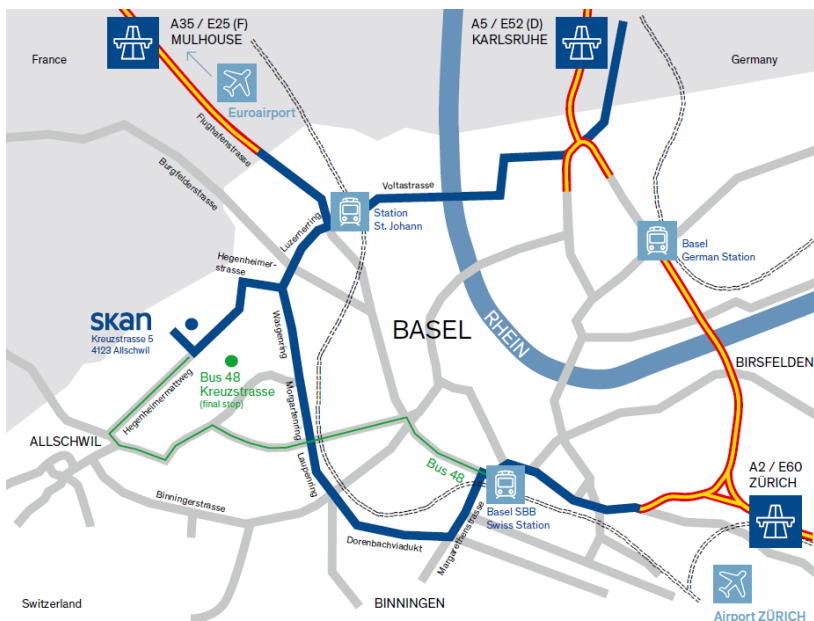 A35 / E25 (F)
MULHOUSE
A5 / E52 (D)
KARLSRUHE
France
Germany
Euroairport
Flughafenstrasse
Burgfelderstrasse
Voltastrasse
Station
St. Johann
Luzernerring
Basel
German Station
Hegenheimer-
strasse
skan
Kreuzstrasse 5
4123 Allschwil
Wasgenring
BASEL
RHEIN
BIRSFELDEN
Bus 48
Kreuzstrasse
(final stop)
Hegenheimermattweg
Morgartenring
ALLSCHWIL
Laupenring
Bus 48
A2 / E60
ZÜRICH
Binningerstrasse
Basel SBB
Swiss Station
Margarethenstrasse
Dorenbachviadukt
Switzerland
BINNINGEN
Airport ZÜRICH